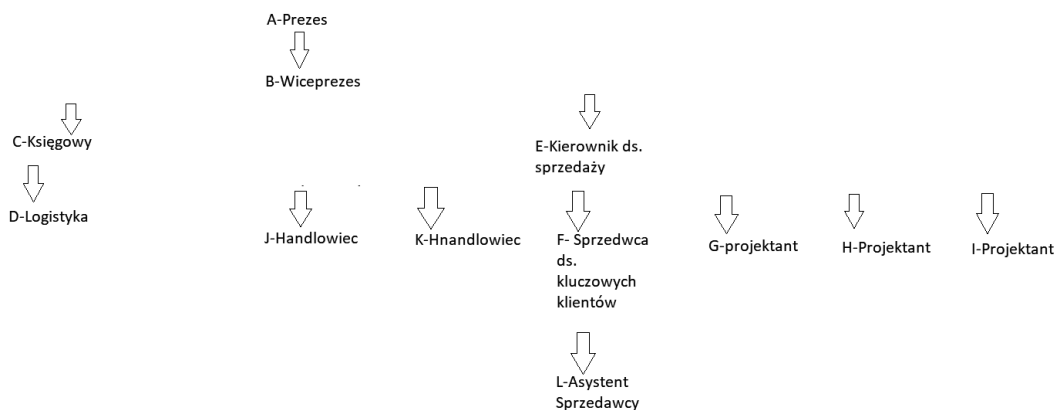 A-Prezes
B-Wiceprezes
C-Księgowy
E-Kierownik ds.
sprzedaży
D-Logistyka
J-Handlowiec
K-Hnandlowiec
F- Sprzedwca
ds.
kluczowych
klientów
G-projektant
H-Projektant
I-Projektant
L-Asystent
Sprzedawcy